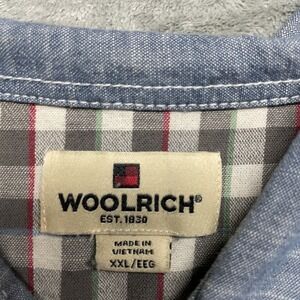 WOOLRICH®
EST. 1830
MADE IN
VIETNAM
XXL/EEG